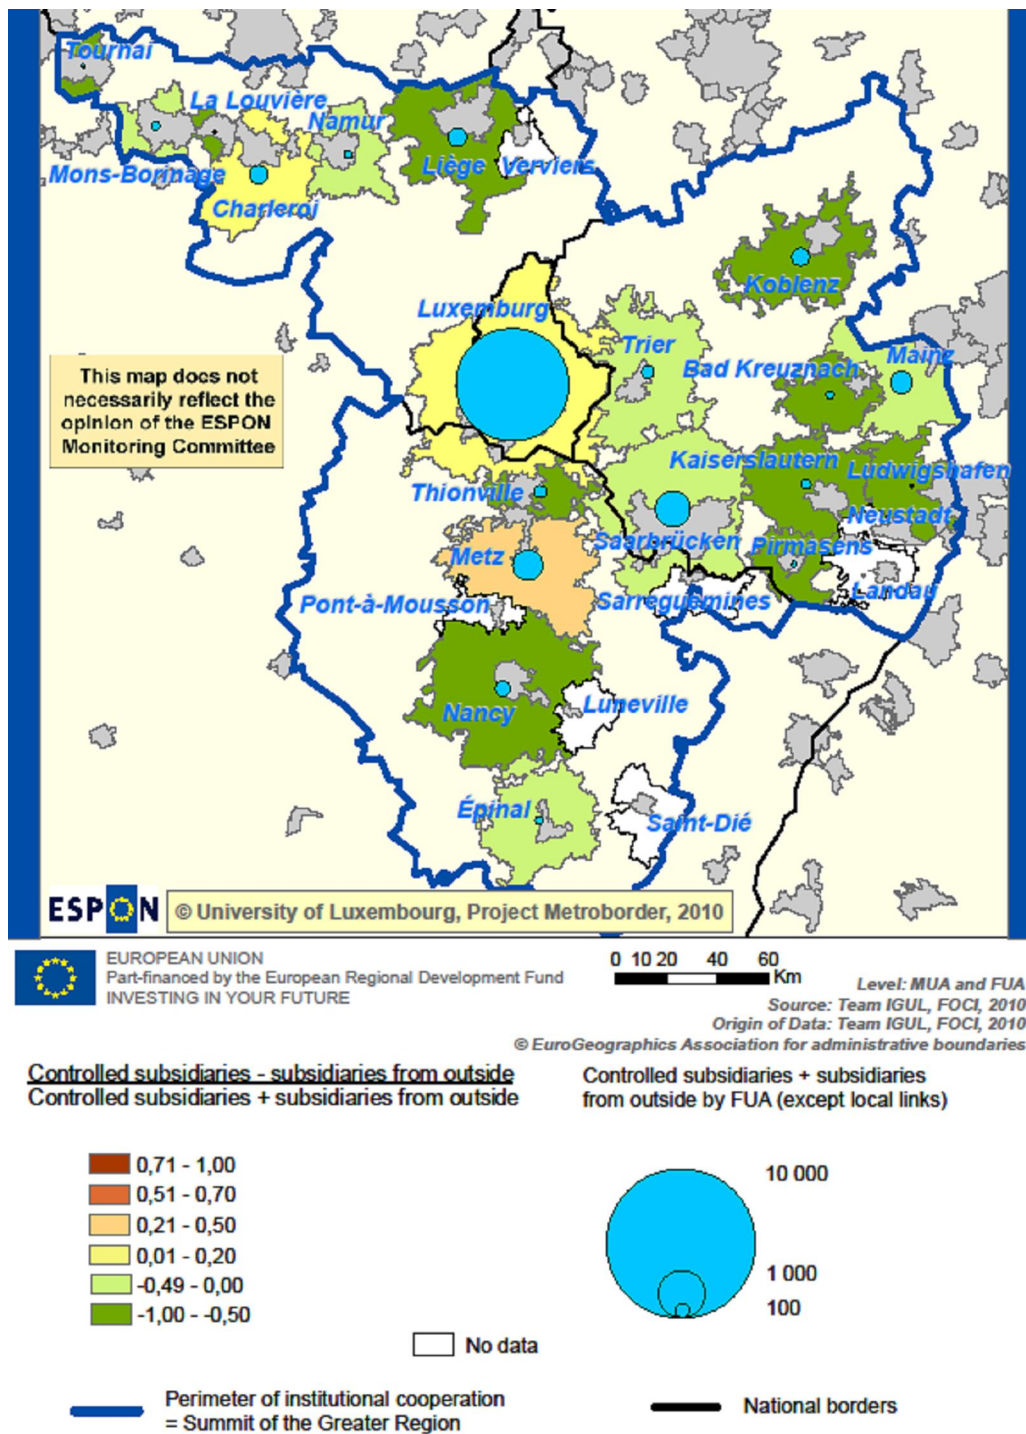 Tournai
La Louvière
Namur
Mons-Borinage
Charleroi
Liège
Verviers
Koblenz
Luxemburg
Trier
Bad Kreuznach
Mainz
This map does not
necessarily reflect the
opinion of the ESPON
Monitoring Committee
Kaiserslautern
Ludwigshafen
Thionville
Neustadt
Saarbrücken
Pirmasens
Metz
Landau
Pont-à-Mousson
Sarreguemines
Nancy
Luneville
Épinal
Saint-Dié
ESPON
© University of Luxembourg, Project Metroborder, 2010
EUROPEAN UNION
Part-financed by the European Regional Development Fund
INVESTING IN YOUR FUTURE
0 10 20 40 60
Km
Level: MUA and FUA
Source: Team IGUL, FOCI, 2010
Origin of Data: Team IGUL, FOCI, 2010
© EuroGeographics Association for administrative boundaries
Controlled subsidiaries - subsidiaries from outside
Controlled subsidiaries + subsidiaries from outside
Controlled subsidiaries + subsidiaries
from outside by FUA (except local links)
0,71 - 1,00
0,51 - 0,70
0,21 - 0,50
0,01 - 0,20
-0,49 - 0,00
-1,00 - -0,50
10 000
1 000
100
No data
Perimeter of institutional cooperation
= Summit of the Greater Region
National borders